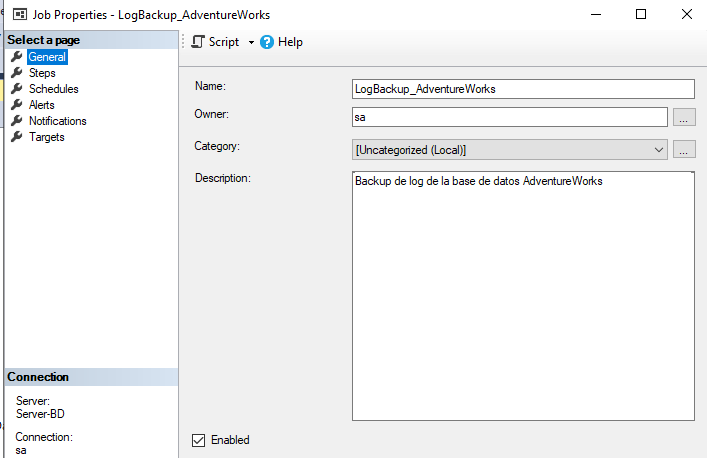 Job Properties - LogBackup_AdventureWorks
Select a page
General
Steps
Schedules
Alerts
Notifications
Targets
Script
Help
Name:
LogBackup_AdventureWorks
Owner:
sa
...
Category:
[Uncategorized (Local)]
...
Description:
Backup de log de la base de datos AdventureWorks
Enabled
Connection
Server:
Server-BD
Connection:
sa